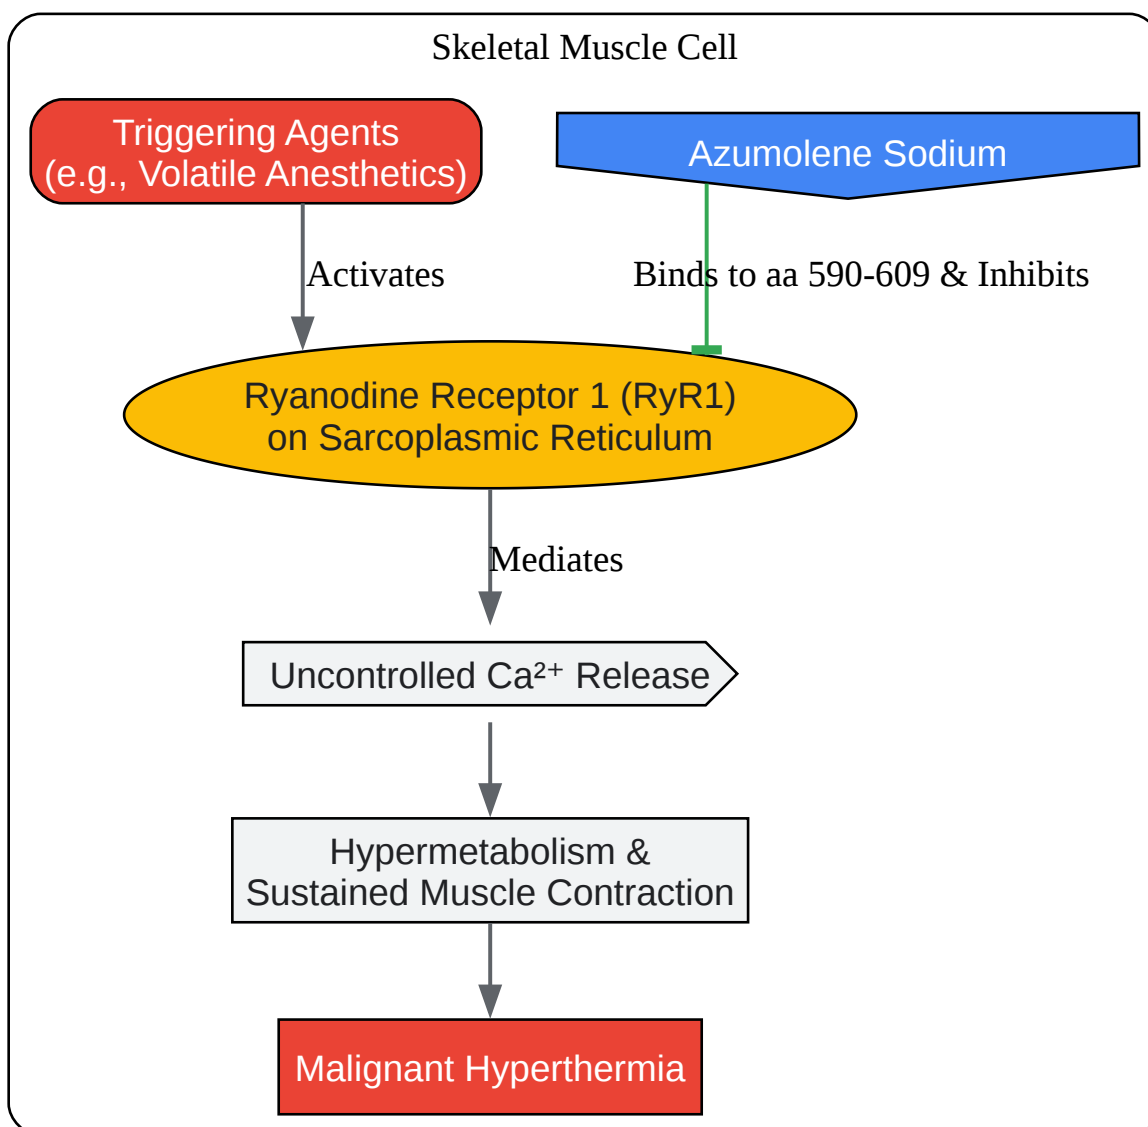 Skeletal Muscle Cell
Triggering Agents
(e.g., Volatile Anesthetics)
Azumolene Sodium
Activates
Binds to aa 590-609 & Inhibits
Ryanodine Receptor 1 (RyR1)
on Sarcoplasmic Reticulum
Mediates
Uncontrolled Ca²⁺ Release
Hypermetabolism &
Sustained Muscle Contraction
Malignant Hyperthermia